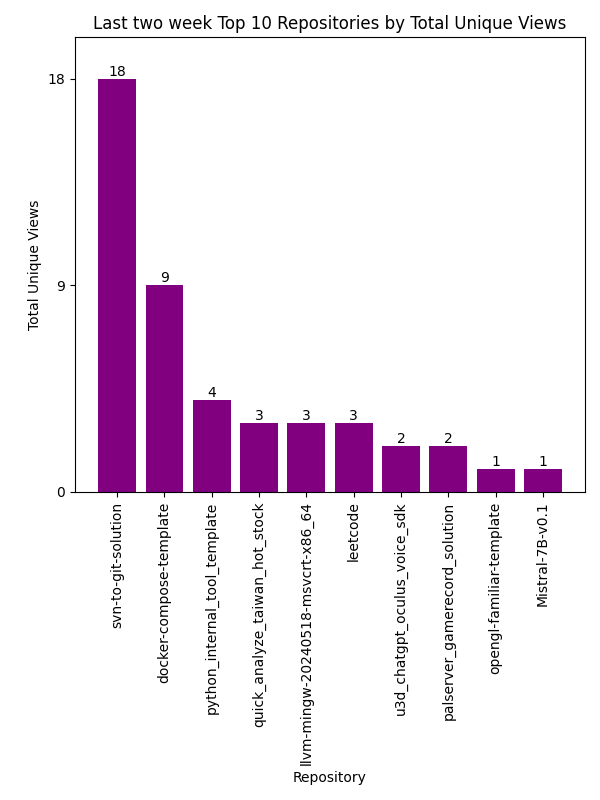 Last two week Top 10 Repositories by Total Unique Views
Total Unique Views
18
9
0
18
9
4
3
3
3
2
2
1
1
svn-to-git-solution
docker-compose-template
python_internal_tool_template
quick_analyze_taiwan_hot_stock
llvm-mingw-20240518-msvcrt-x86_64
leetcode
u3d_chatgpt_oculus_voice_sdk
palserver_gamerecord_solution
opengl-familiar-template
Mistral-7B-v0.1
Repository